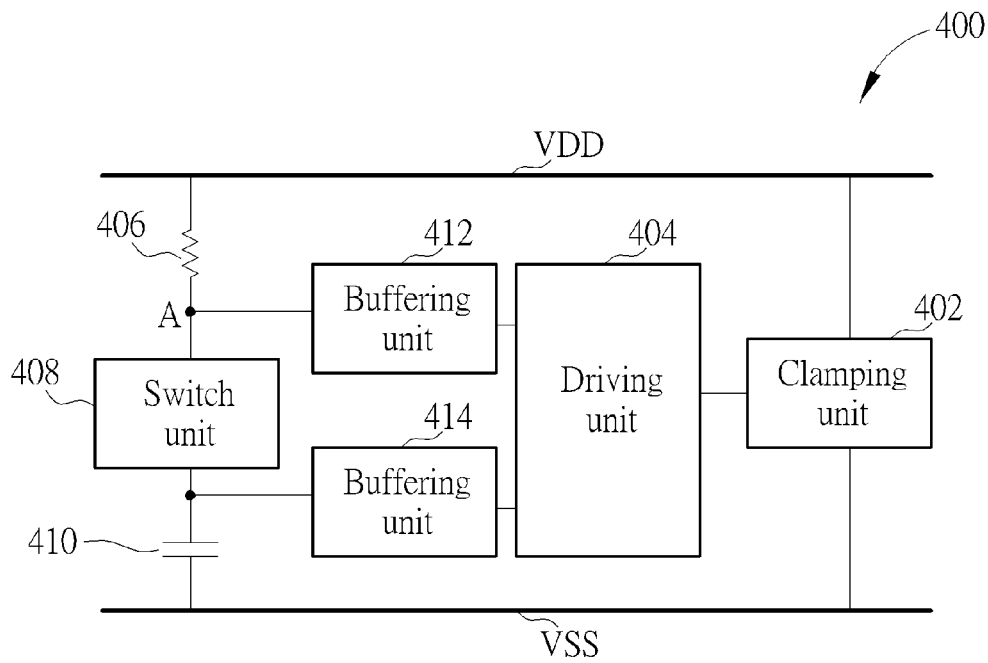 400
VDD
406
412
404
Buffering
unit
A
402
408
Switch
unit
Driving
unit
Clamping
unit
414
Buffering
unit
410
VSS